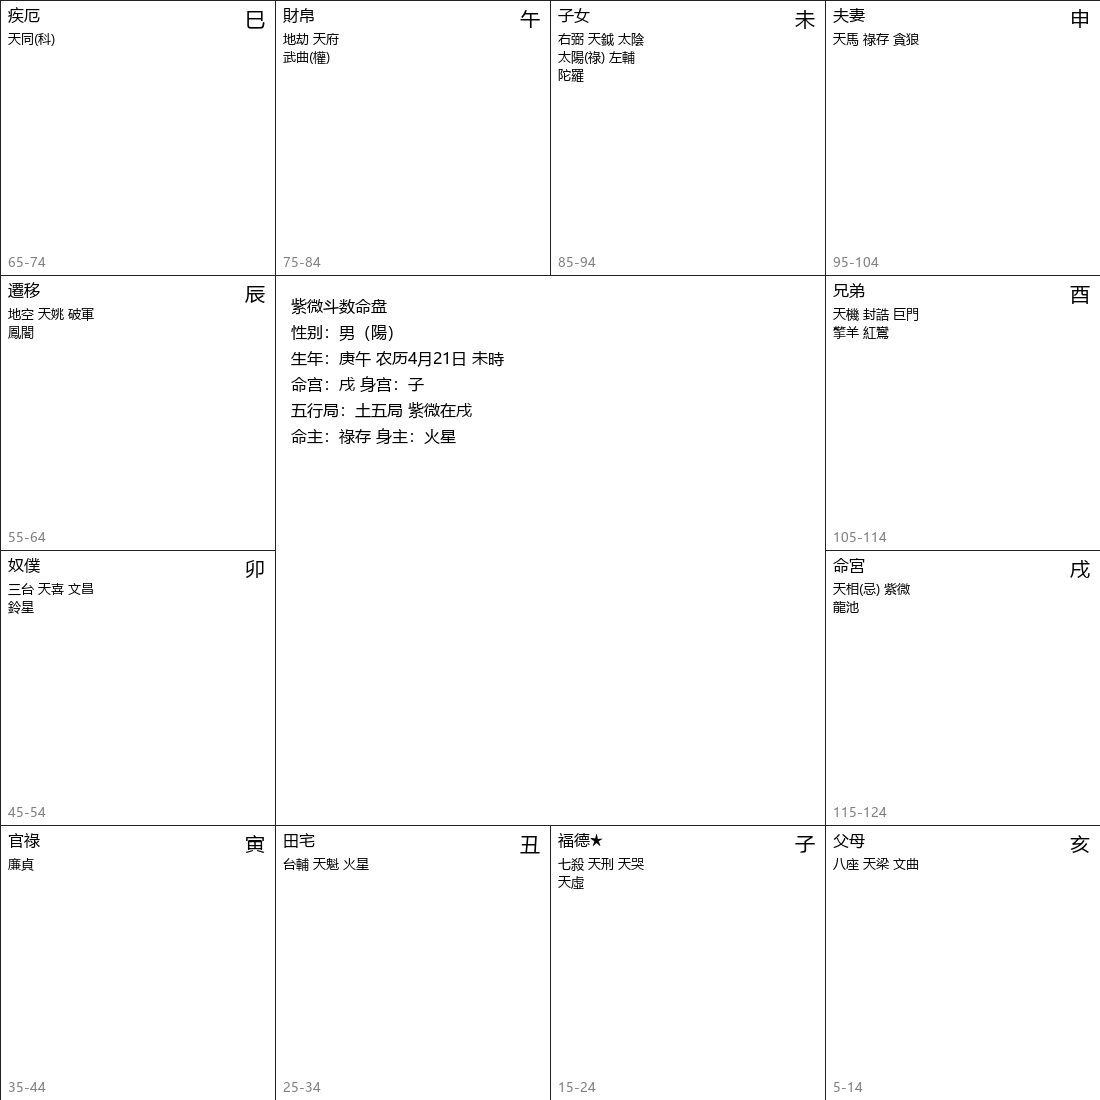 疾厄 巳
天同(科)
65-74
財帛 午
地劫 天府
武曲(權)
75-84
子女 未
右弼 天鉞 太陰
太陽(祿) 左輔
陀羅
85-94
夫妻 申
天馬 祿存 貪狼
95-104
遷移 辰
地空 天姚 破軍
鳳閣
55-64
紫微斗数命盘
性别：男（陽）
生年：庚午 农历4月21日 未時
命宫：戌 身宫：子
五行局：土五局 紫微在戌
命主：祿存 身主：火星
兄弟 酉
天機 封誥 巨門
擎羊 紅鸞
105-114
奴僕 卯
三台 天喜 文昌
鈴星
45-54
命宮 戌
天相(忌) 紫微
龍池
115-124
官祿 寅
廉貞
35-44
田宅 丑
台輔 天魁 火星
25-34
福德★ 子
七殺 天刑 天哭
天虛
15-24
父母 亥
八座 天梁 文曲
5-14